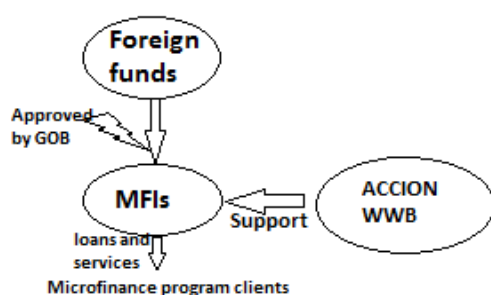 Foreign
funds
Approved
by GOB
MFIs
ACCION
WWB
Support
loans and
services
Microfinance program clients